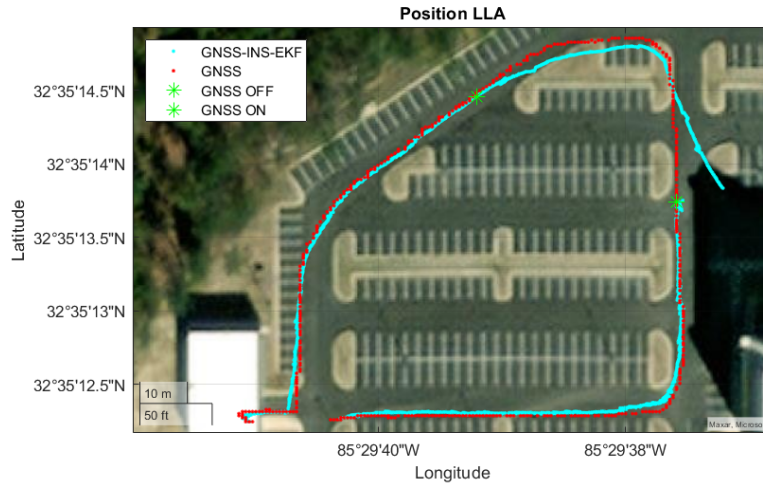 Position LLA
GNSS-INS-EKF
GNSS
GNSS OFF
GNSS ON
32°35'14.5"N
32°35'14"N
32°35'13.5"N
32°35'13"N
32°35'12.5"N
Latitude
10 m
50 ft
Maxar, Microso
85°29'40"W
85°29'38"W
Longitude